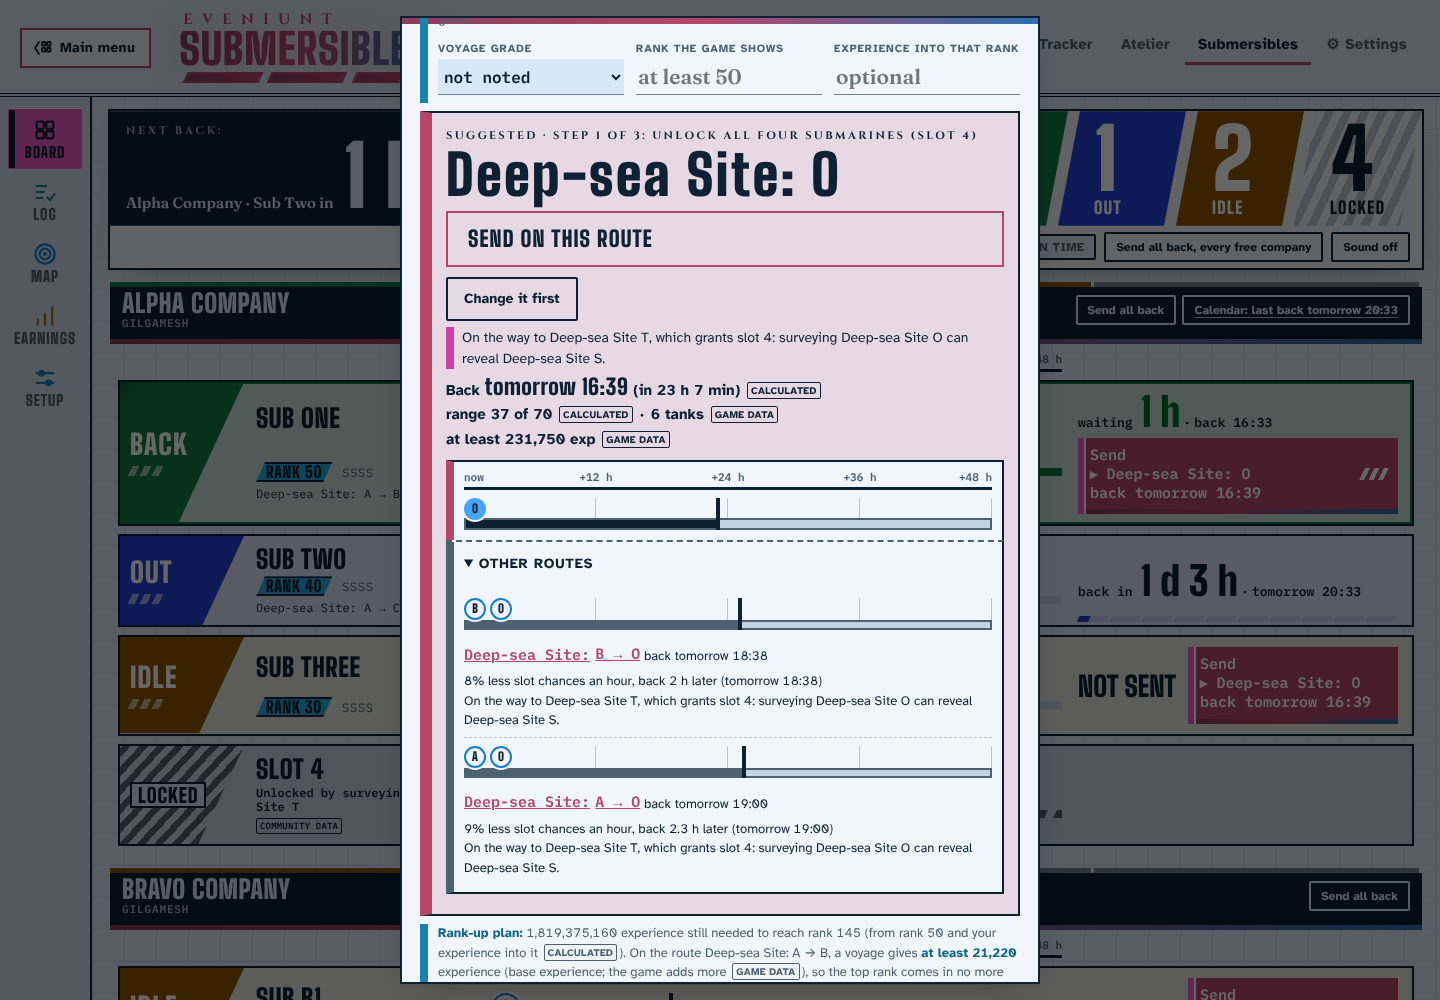 EVENIUNT
SUBMERSIBLE
Main menu
Tracker
Atelier
Submersibles
Settings
BOARD
LOG
MAP
EARNINGS
SETUP
NEXT BACK:
Alpha Company · Sub Two in
1
1
OUT
2
IDLE
4
LOCKED
N TIME
Send all back, every free company
Sound off
ALPHA COMPANY
GILGAMESH
Send all back
Calendar: last back tomorrow 20:33
48 h
BACK
SUB ONE
RANK 50
SSSS
Deep-sea Site: A → B
waiting 1 h · back 16:33
Send
▶ Deep-sea Site: O
back tomorrow 16:39
OUT
SUB TWO
RANK 40
SSSS
Deep-sea Site: A → C
back in 1 d 3 h · tomorrow 20:33
IDLE
SUB THREE
RANK 30
SSSS
NOT SENT
Send
▶ Deep-sea Site: O
back tomorrow 16:39
LOCKED
SLOT 4
Unlocked by surveyin
Site T
COMMUNITY DATA
BRAVO COMPANY
GILGAMESH
Send all back
48 h
SUB B1
Send
VOYAGE GRADE
not noted
RANK THE GAME SHOWS
at least 50
EXPERIENCE INTO THAT RANK
optional
SUGGESTED · STEP 1 OF 3: UNLOCK ALL FOUR SUBMARINES (SLOT 4)
Deep-sea Site: O
SEND ON THIS ROUTE
Change it first
On the way to Deep-sea Site T, which grants slot 4: surveying Deep-sea Site O can
reveal Deep-sea Site S.
Back tomorrow 16:39 (in 23 h 7 min) CALCULATED
range 37 of 70 CALCULATED · 6 tanks GAME DATA
at least 231,750 exp GAME DATA
now
+12 h
+24 h
+36 h
+48 h
O
▼ OTHER ROUTES
B O
Deep-sea Site: B → O back tomorrow 18:38
8% less slot chances an hour, back 2 h later (tomorrow 18:38)
On the way to Deep-sea Site T, which grants slot 4: surveying Deep-sea Site O can reveal
Deep-sea Site S.
A O
Deep-sea Site: A → O back tomorrow 19:00
9% less slot chances an hour, back 2.3 h later (tomorrow 19:00)
On the way to Deep-sea Site T, which grants slot 4: surveying Deep-sea Site O can reveal
Deep-sea Site S.
Rank-up plan: 1,819,375,160 experience still needed to reach rank 145 (from rank 50 and your
experience into it CALCULATED ). On the route Deep-sea Site: A → B, a voyage gives at least 21,220
experience (base experience; the game adds more GAME DATA ), so the top rank comes in no more